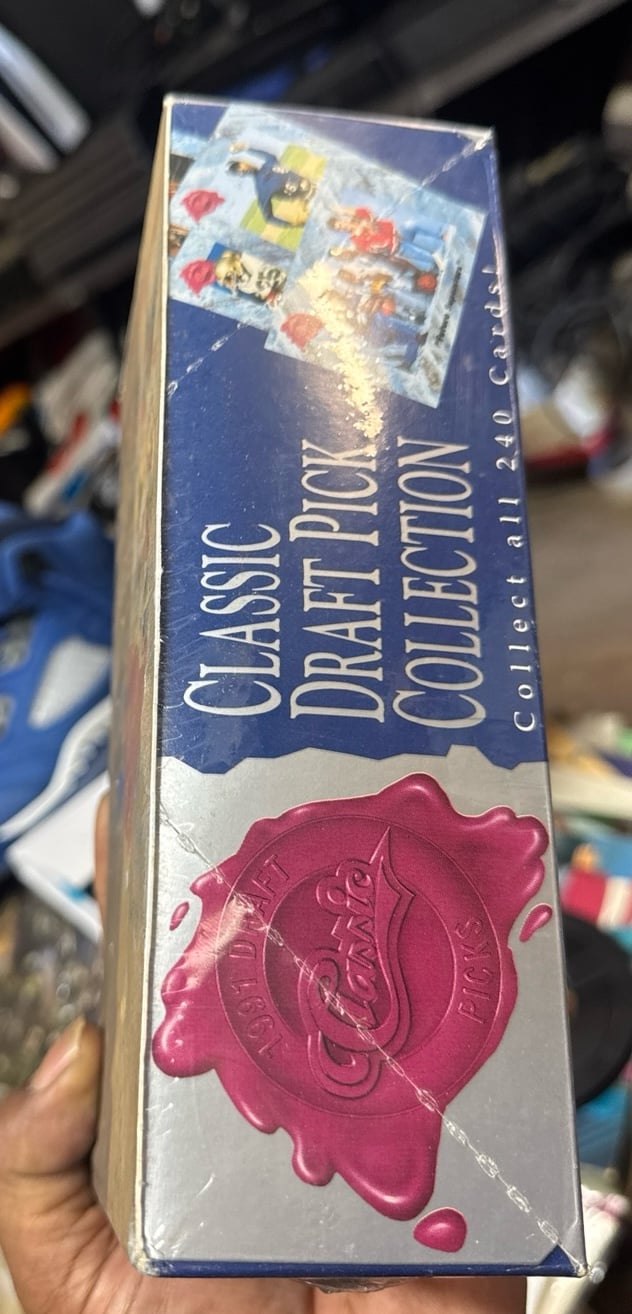 CLASSIC
DRAFT PICK
COLLECTION
Collect all 240 Cards!
1991 DRAFT
Classic
PICKS